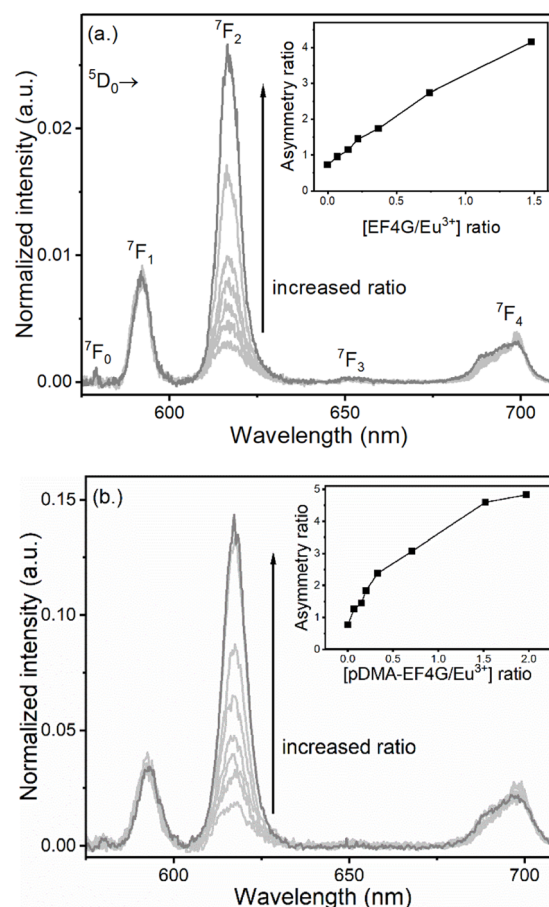 (a.)
⁷F₂
⁵D₀→
⁷F₁
⁷F₀
⁷F₃
⁷F₄
increased ratio
Normalized intensity (a.u.)
0.02
0.01
0.00
600
650
700
Wavelength (nm)
Asymmetry ratio
4
3
2
1
0
0.0
0.5
1.0
1.5
[EF4G/Eu³⁺] ratio
(b.)
increased ratio
Normalized intensity (a.u.)
0.15
0.10
0.05
0.00
600
650
700
Wavelength (nm)
Asymmetry ratio
5
4
3
2
1
0
0.0
0.5
1.0
1.5
2.0
[pDMA-EF4G/Eu³⁺] ratio